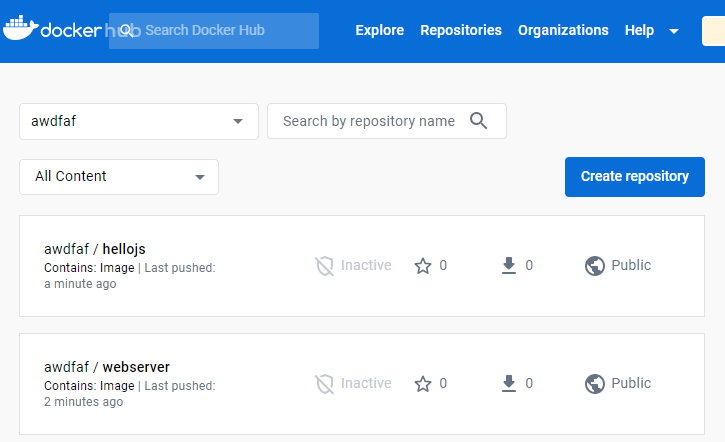 docker hub
Search Docker Hub
Explore
Repositories
Organizations
Help
awdfaf
Search by repository name
All Content
Create repository
awdfaf / hellojs
Contains: Image | Last pushed:
a minute ago
Inactive
0
0
Public
awdfaf / webserver
Contains: Image | Last pushed:
2 minutes ago
Inactive
0
0
Public